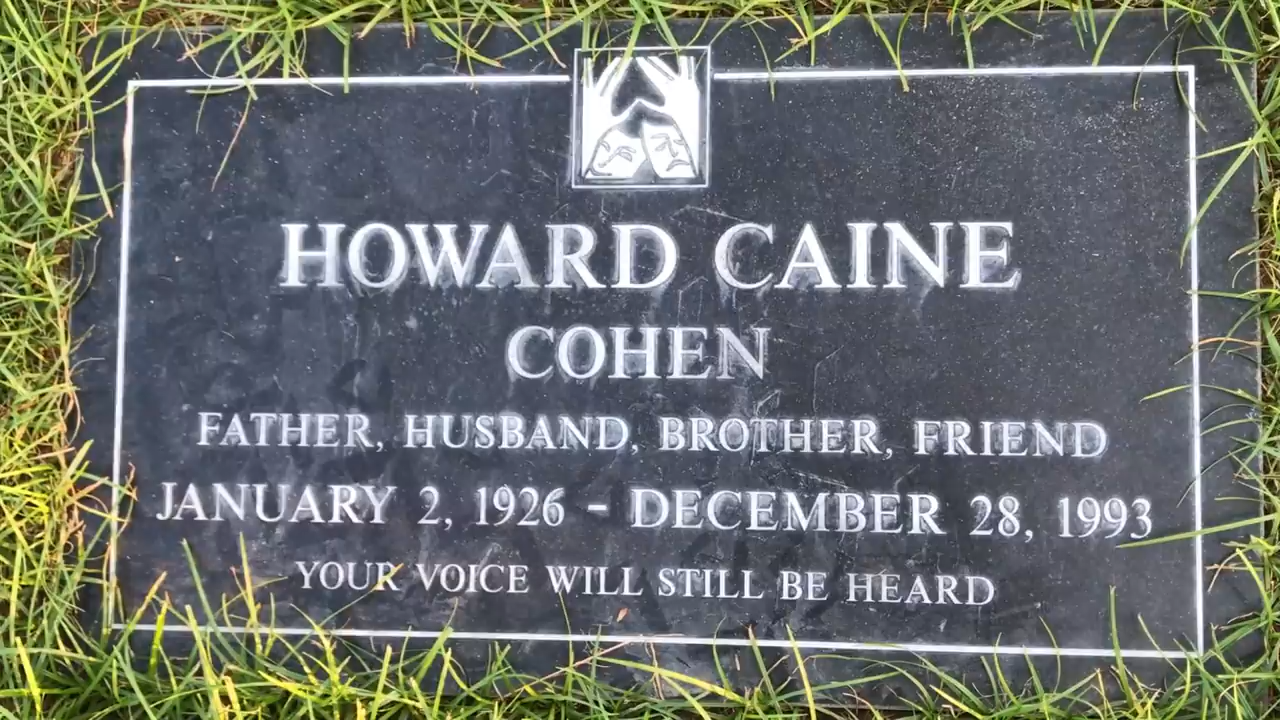 HOWARD CAINE
COHEN
FATHER, HUSBAND, BROTHER, FRIEND
JANUARY 2, 1926 - DECEMBER 28, 1993
YOUR VOICE WILL STILL BE HEARD